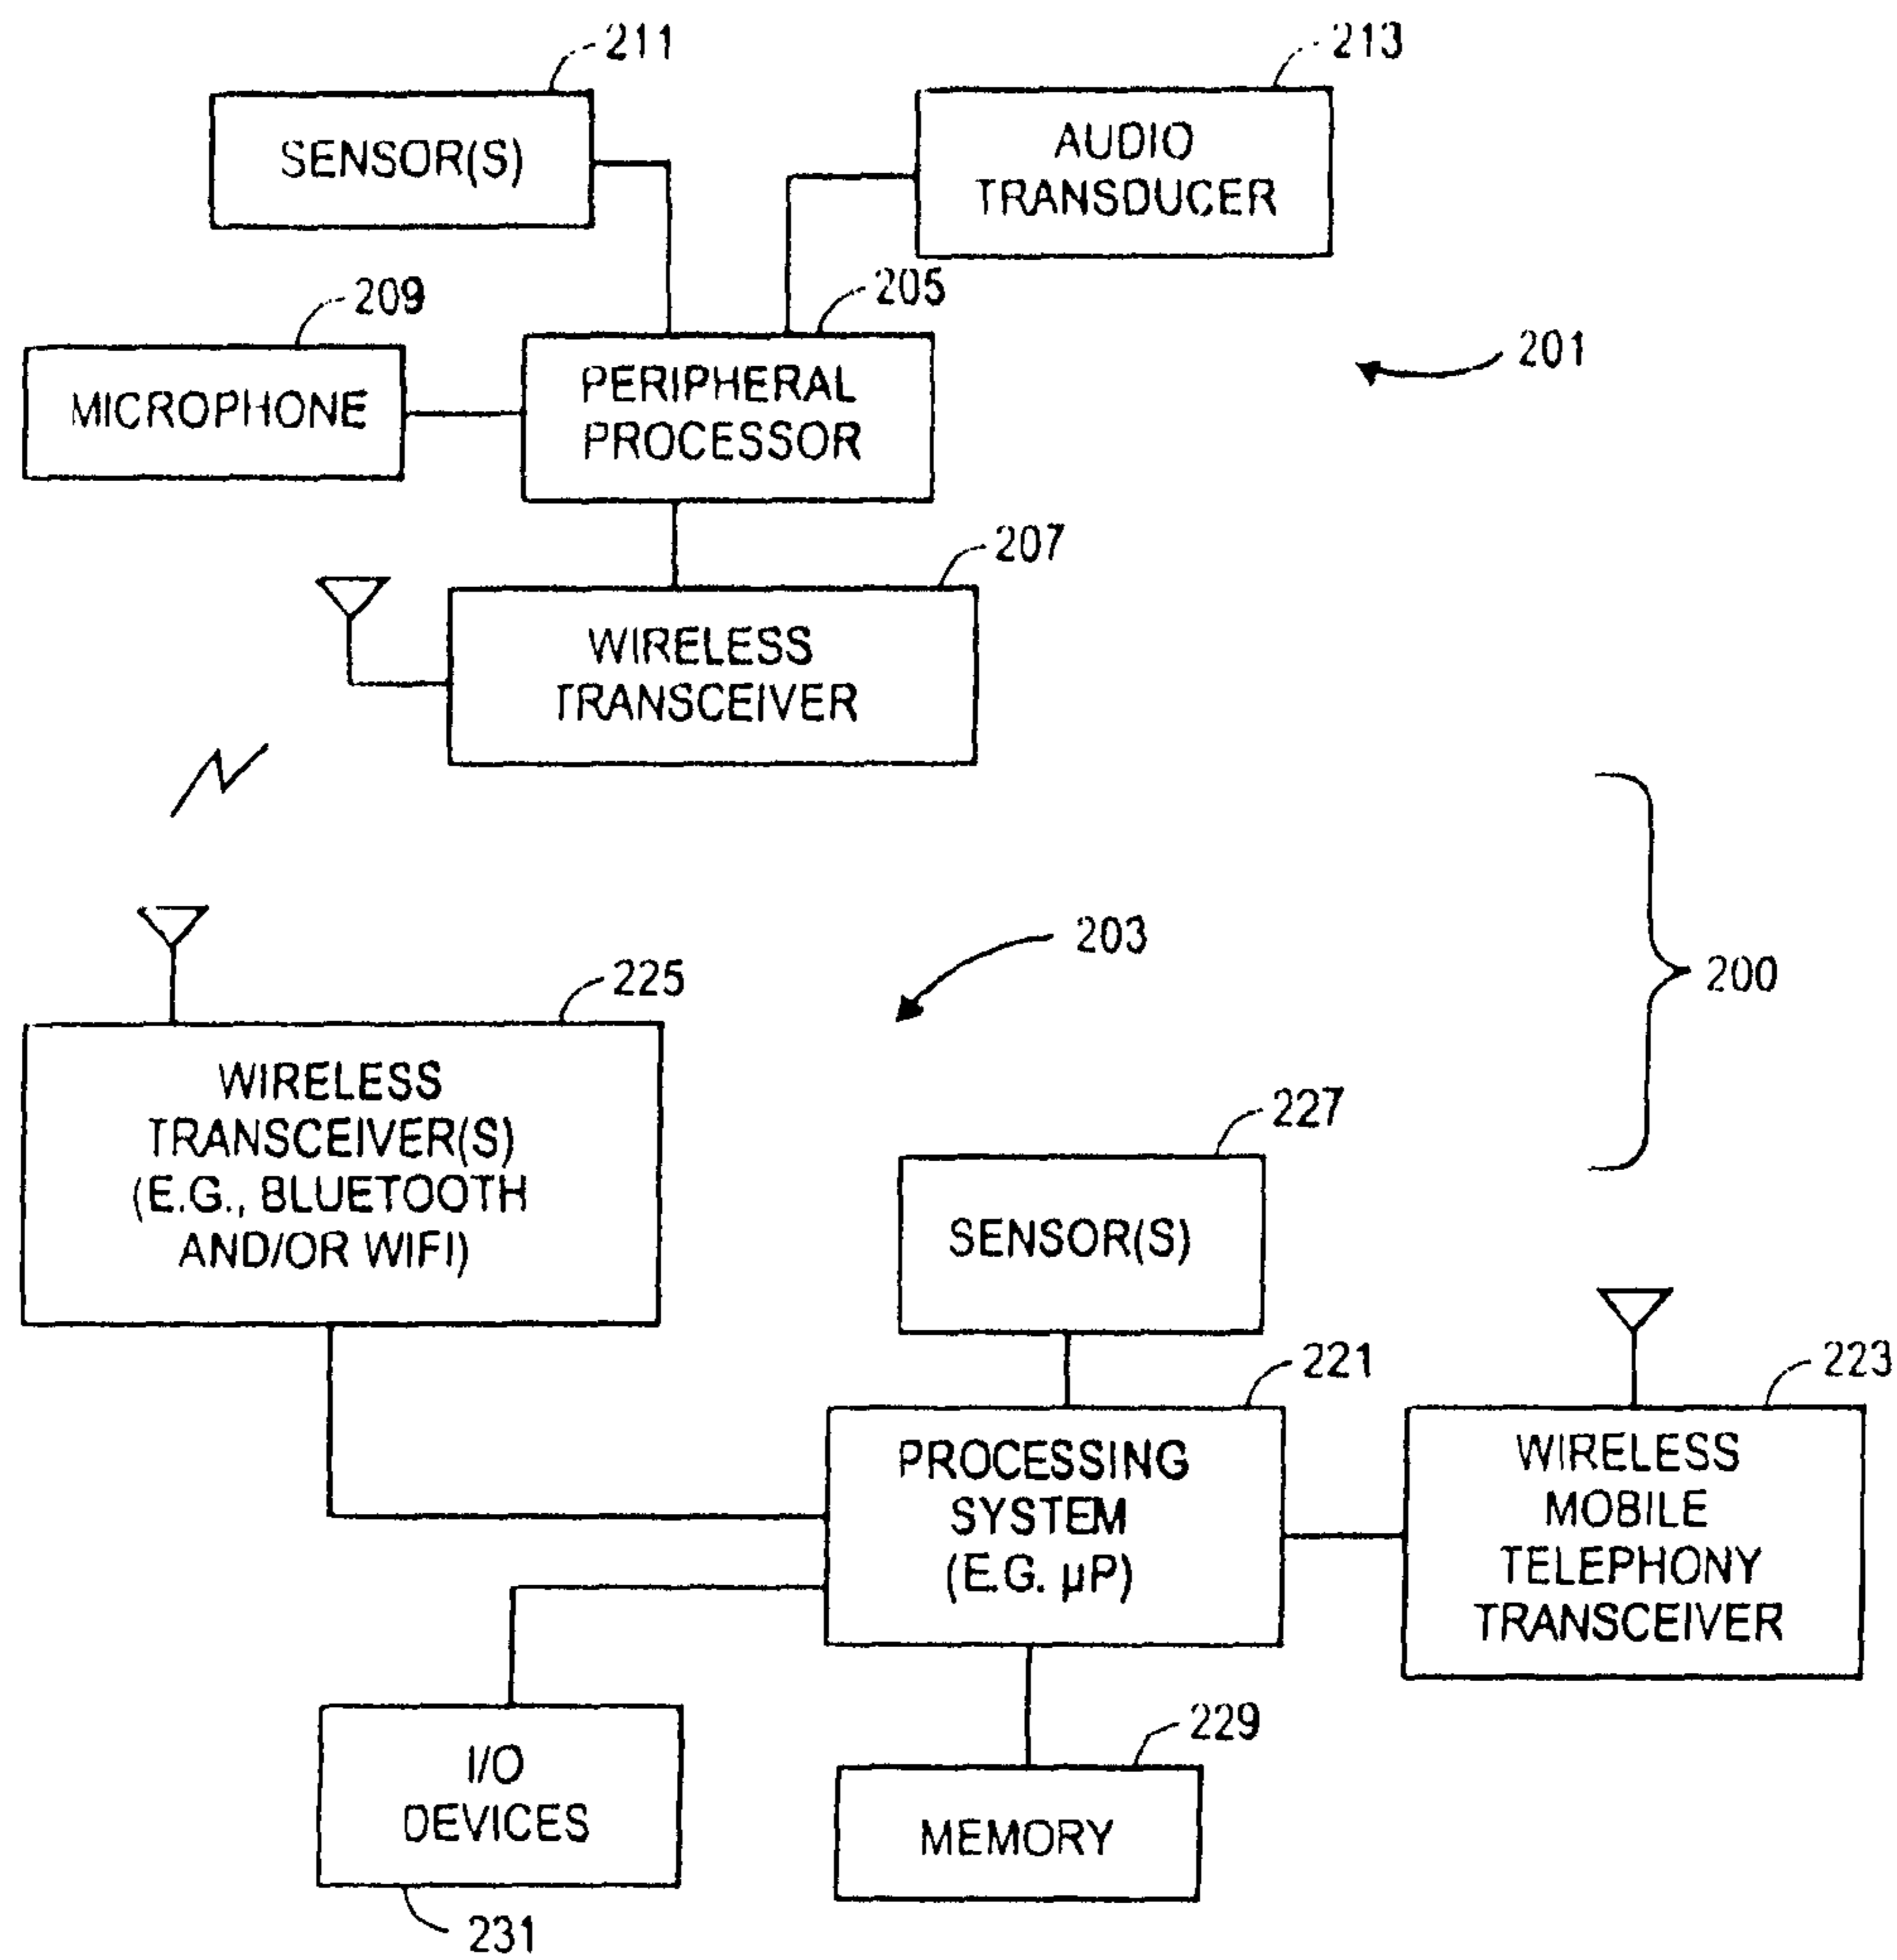 211
213
SENSOR(S)
AUDIO
TRANSDUCER
209
205
201
MICROPHONE
PERIPHERAL
PROCESSOR
207
WIRELESS
TRANSCEIVER
203
200
225
WIRELESS
TRANSCEIVER(S)
(E.G., BLUETOOTH
AND/OR WIFI)
227
SENSOR(S)
221
223
PROCESSING
SYSTEM
(E.G. µP)
WIRELESS
MOBILE
TELEPHONY
TRANSCEIVER
229
I/O
DEVICES
MEMORY
231